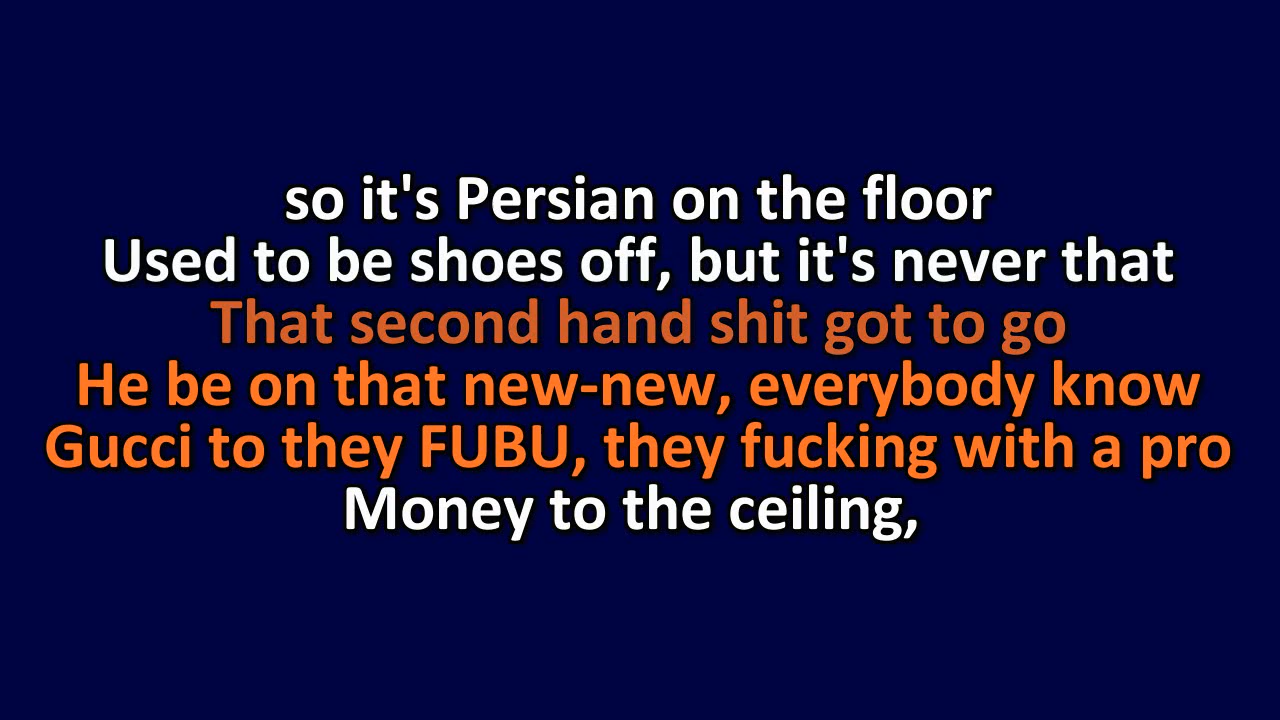 so it's Persian on the floor
Used to be shoes off, but it's never that
That second hand shit got to go
He be on that new-new, everybody know
Gucci to they FUBU, they fucking with a pro
Money to the ceiling,